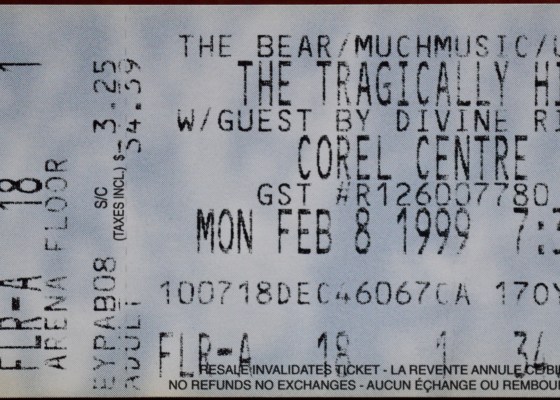 1
18
FLR-A
ARENA FLOOR
S/C 3.25
(TAXES INCL) $
EYPAB08
ADULT
THE BEAR/MUCHMUSIC/
THE TRAGICALLY
W/GUEST BY DIVINE
COREL CENTRE
GST #R126007780
MON FEB 8 1999
100718DEC46067CA
FLR-A 18 1
RESALE INVALIDATES TICKET - LA REVENTE ANNULE
NO REFUNDS NO EXCHANGES - AUCUN ÉCHANGE OU